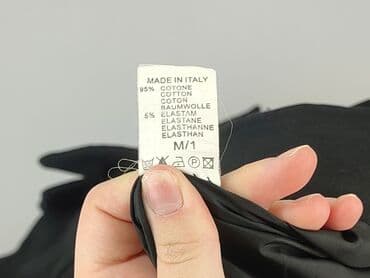 MADE IN ITALY
95% COTONE
COTTON
COTON
BAUMWOLLE
5% ELASTAM
ELASTANE
ELASTHANNE
ELASTHAN
M/1